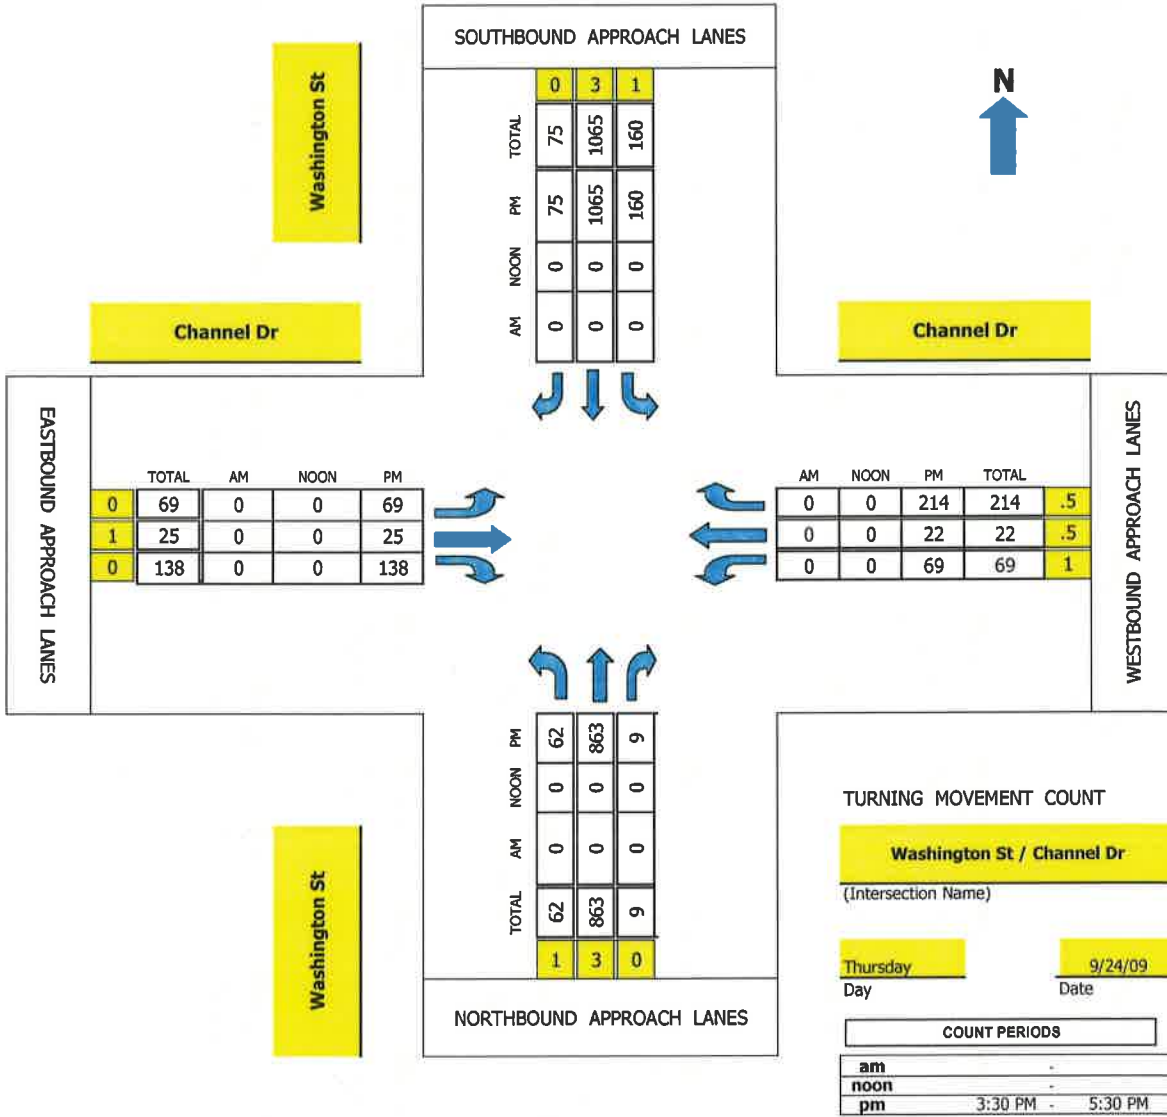 SOUTHBOUND APPROACH LANES
Washington St
N
0 3 1
TOTAL 75 1065 160
PM 75 1065 160
NOON 0 0 0
AM 0 0 0
Channel Dr
Channel Dr
EASTBOUND APPROACH LANES
TOTAL AM NOON PM
0 69 0 0 69
1 25 0 0 25
0 138 0 0 138
AM NOON PM TOTAL
0 0 214 214 .5
0 0 22 22 .5
0 0 69 69 1
WESTBOUND APPROACH LANES
PM 62 863 9
NOON 0 0 0
AM 0 0 0
TOTAL 62 863 9
1 3 0
Washington St
NORTHBOUND APPROACH LANES
TURNING MOVEMENT COUNT
Washington St / Channel Dr
(Intersection Name)
Thursday 9/24/09
Day Date
COUNT PERIODS
am -
noon -
pm 3:30 PM - 5:30 PM